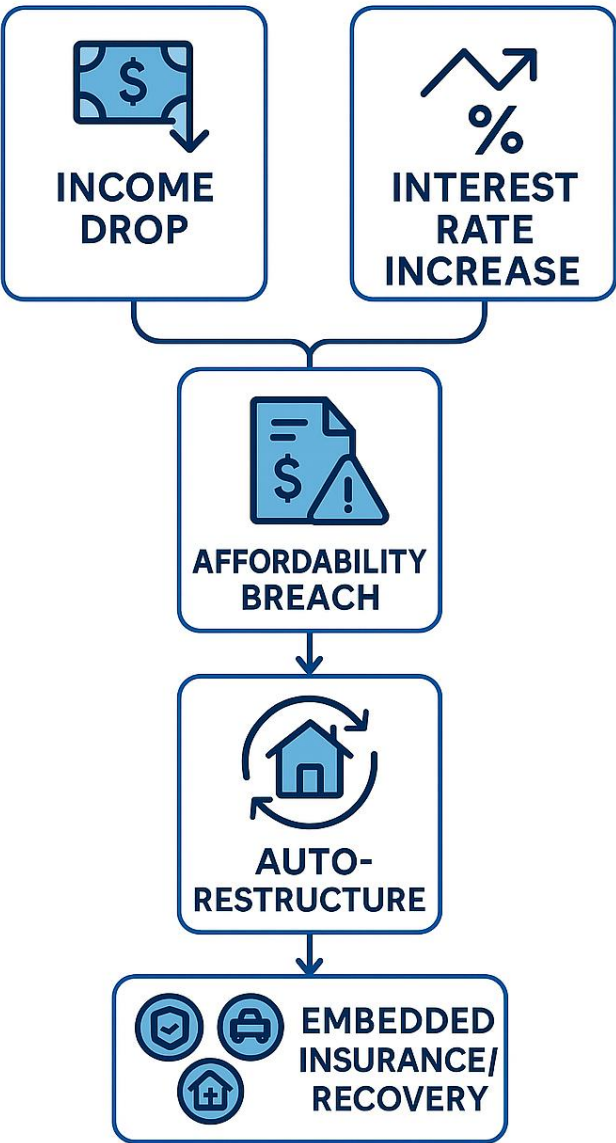 $
INCOME
DROP
%
INTEREST
RATE
INCREASE
$
!
AFFORDABILITY
BREACH
AUTO-
RESTRUCTURE
EMBEDDED
INSURANCE/
RECOVERY